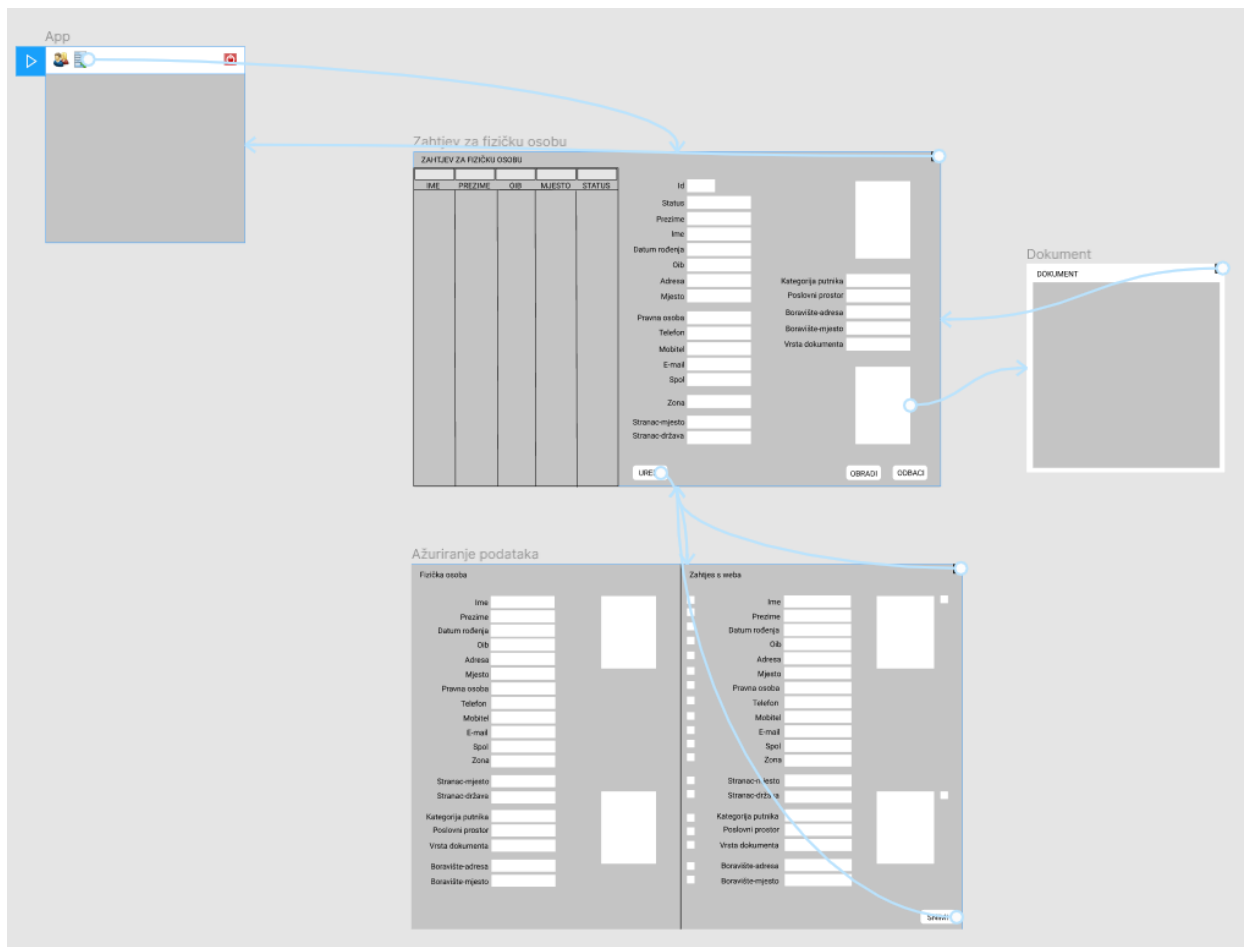 App
Zahtjev za fizičku osobu
ZAHTJEV ZA FIZIČKU OSOBU
IME PREZIME OIB MJESTO STATUS
Id
Status
Prezime
Ime
Datum rođenja
Oib
Adresa
Mjesto
Pravna osoba
Telefon
Mobitel
E-mail
Spol
Zona
Stranac-mjesto
Stranac-država
Kategorija putnika
Poslovni prostor
Boravište-adresa
Boravište-mjesto
Vrsta dokumenta
OBRADI ODBACI
Dokument
DOKUMENT
Ažuriranje podataka
Fizička osoba
Ime
Prezime
Datum rođenja
Oib
Adresa
Mjesto
Pravna osoba
Telefon
Mobitel
E-mail
Spol
Zona
Stranac-mjesto
Stranac-država
Kategorija putnika
Poslovni prostor
Vrsta dokumenta
Boravište-adresa
Boravište-mjesto
Zahtjes s weba
Ime
Prezime
Datum rođenja
Oib
Adresa
Mjesto
Pravna osoba
Telefon
Mobitel
E-mail
Spol
Zona
Stranac-mjesto
Stranac-država
Kategorija putnika
Poslovni prostor
Vrsta dokumenta
Boravište-adresa
Boravište-mjesto